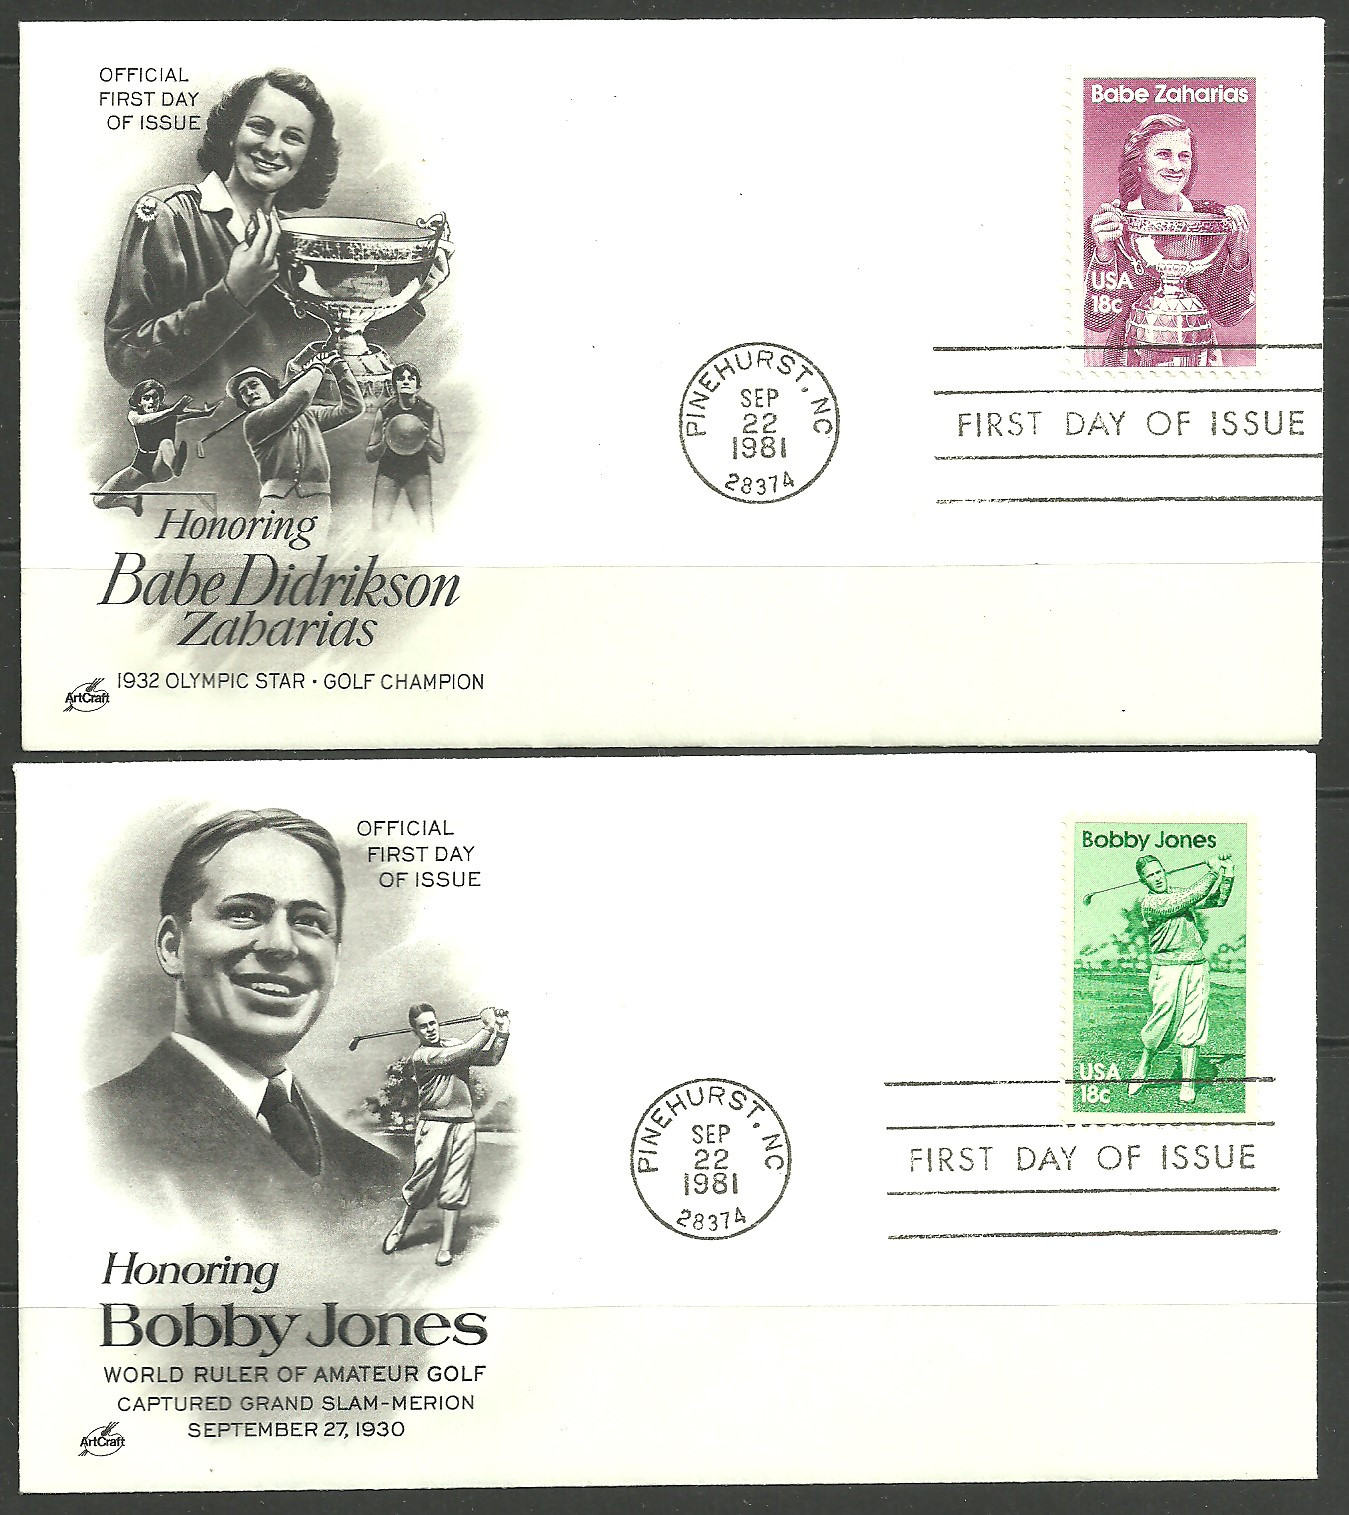 OFFICIAL
FIRST DAY
OF ISSUE
Babe Zaharias
USA
18c
PINEHURST, NC
SEP
22
1981
28374
FIRST DAY OF ISSUE
Honoring
Babe Didrikson
Zaharias
1932 OLYMPIC STAR · GOLF CHAMPION
ArtCraft
OFFICIAL
FIRST DAY
OF ISSUE
Bobby Jones
USA
18c
PINEHURST, NC
SEP
22
1981
28374
FIRST DAY OF ISSUE
Honoring
Bobby Jones
WORLD RULER OF AMATEUR GOLF
CAPTURED GRAND SLAM-MERION
SEPTEMBER 27, 1930
ArtCraft